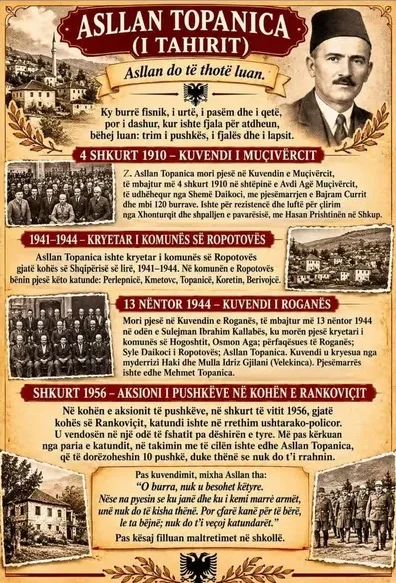 ASLLAN TOPANICA
(I TAHIRIT)
Asllan do të thotë luan.
Ky burrë fisnik, i urtë, i pasëm dhe i qetë,
por i dashur, kur ishte fjala për atdheun,
bëhej luan: trim i pushkës, i fjalës dhe i lapsit.
4 SHKURT 1910 – KUVENDI I MUÇIVËRCIT
Z. Asllan Topanica mori pjesë në Kuvendin e Muçivërcit,
të mbajtur më 4 shkurt 1910 në shtëpinë e Avdi Agë Muçivërcit,
të udhëhequr nga Shemë Daikoci, me pjesëmarrjen e Bajram Currit
dhe mbi 120 burrave. Ishte për rezistencë dhe luftë për çlirim
nga Xhonturqit dhe shpalljen e pavarësisë, me Hasan Prishtinën në Shkup.
1941–1944 – KRYETAR I KOMUNËS SË ROPOTOVËS
Asllan Topanica ishte kryetar i komunës së Ropotovës
gjatë kohës së Shqipërisë së lirë, 1941–1944. Në komunën e Ropotovës
bënin pjesë këto katunde: Perlepnicë, Kmetovc, Topanicë, Koretin, Berivojcë.
13 NËNTOR 1944 – KUVENDI I ROGANËS
Mori pjesë në Kuvendin e Roganës, të mbajtur më 13 nëntor 1944
në odën e Sulejman Ibrahim Kallabës, ku morën pjesë kryetari i
komunës së Hogoshtit, Osmon Aga; përfaqësues të Roganës;
Syle Daikoci i Ropotovës; Asllan Topanica. Kuvendi u kryesua nga
myderrizi Haki dhe Mulla Idriz Gjilani (Velekinca). Pjesëmarrës
ishte edhe Mehmet Topanica.
SHKURT 1956 – AKSIONI I PUSHKËVE NË KOHËN E RANKOVIÇIT
Në kohën e aksionit të pushkëve, në shkurt të vitit 1956, gjatë
kohës së Rankoviçit, katundi ishte në rrethim ushtarako-policor.
U vendosën në një odë të fshatit pa dëshirën e tyre. Më pas kërkuan
nga paria e katundit, në takimin me të cilën ishte edhe Asllan Topanica,
që të dorëzoheshin 10 pushkë, duke thënë se nuk do t’i rrahnin.
Pas kuvendimit, mixha Asllan tha:
“O burra, nuk u besohet këtyre.
Nëse na pyesin se ku janë dhe ku i kemi marrë armët,
unë nuk do të kisha thënë. Por çfarë kanë për të bërë,
le ta bëjnë; nuk do t’i veçoj katundarët.”
Pas kësaj filluan maltretimet në shkollë.